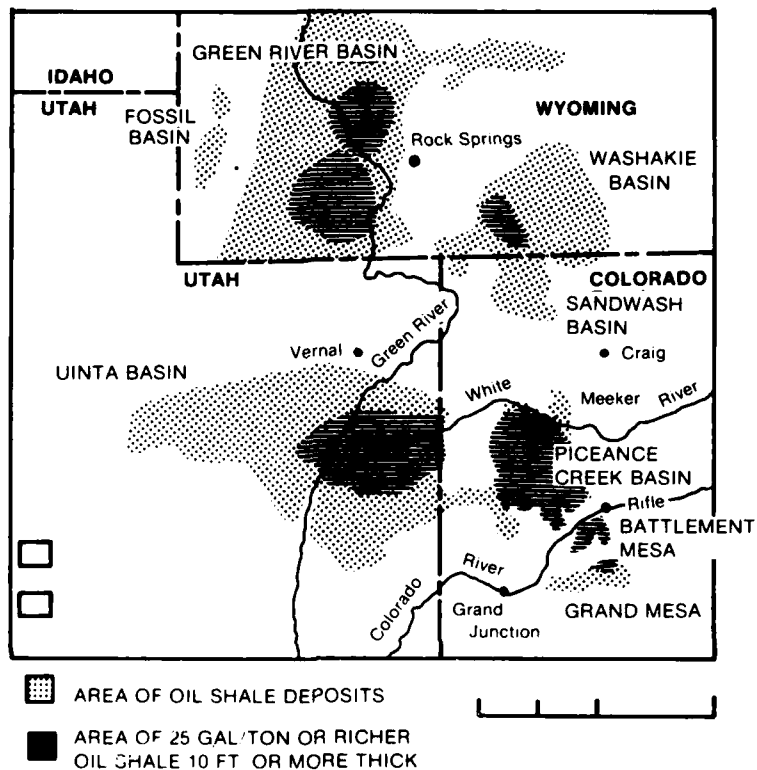 GREEN RIVER BASIN
IDAHO
UTAH
FOSSIL
BASIN
WYOMING
Rock Springs
WASHAKIE
BASIN
UTAH
COLORADO
SANDWASH
BASIN
Green River
Vernal
Craig
UINTA BASIN
White
Meeker
River
PICEANCE
CREEK BASIN
Rifle
BATTLEMENT
MESA
River
Colorado
Grand
Junction
GRAND MESA
AREA OF OIL SHALE DEPOSITS
AREA OF 25 GAL/TON OR RICHER
OIL SHALE 10 FT OR MORE THICK